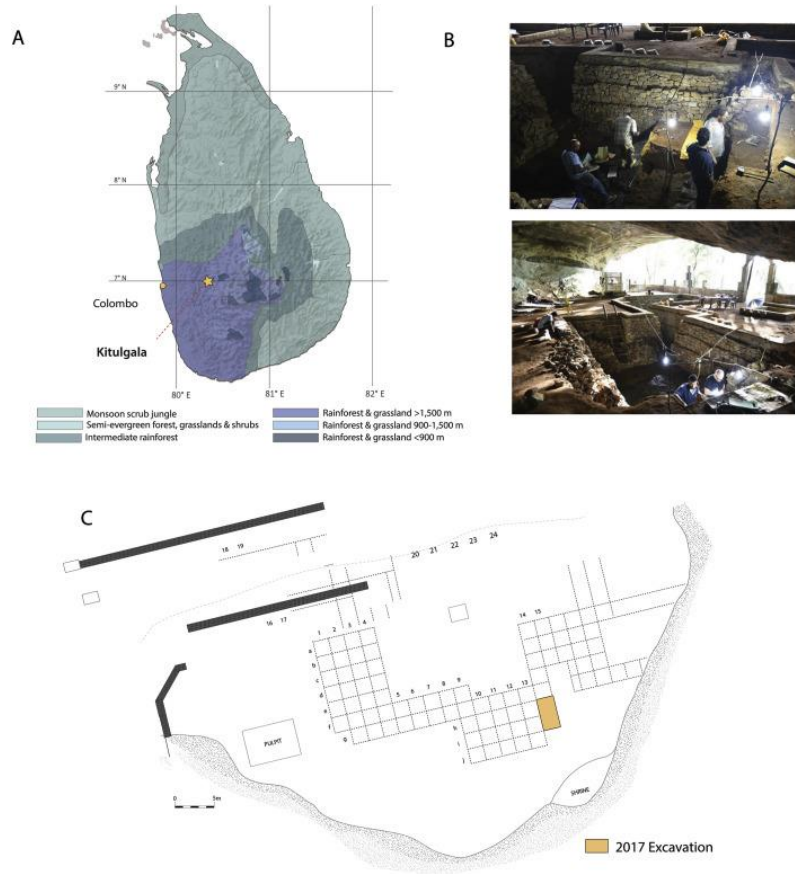 A
9° N
8° N
7° N
Colombo
Kitulgala
80° E
81° E
82° E
Monsoon scrub jungle
Semi-evergreen forest, grasslands & shrubs
Intermediate rainforest
Rainforest & grassland >1,500 m
Rainforest & grassland 900-1,500 m
Rainforest & grassland <900 m
B
C
18 19
20 21 22 23 24
16 17
1 2 3 4
14 15
a
b
c
d
e
f
g
5 6 7 8 9
10 11 12 13
h
i
j
PULPIT
SHRINE
0 5m
2017 Excavation